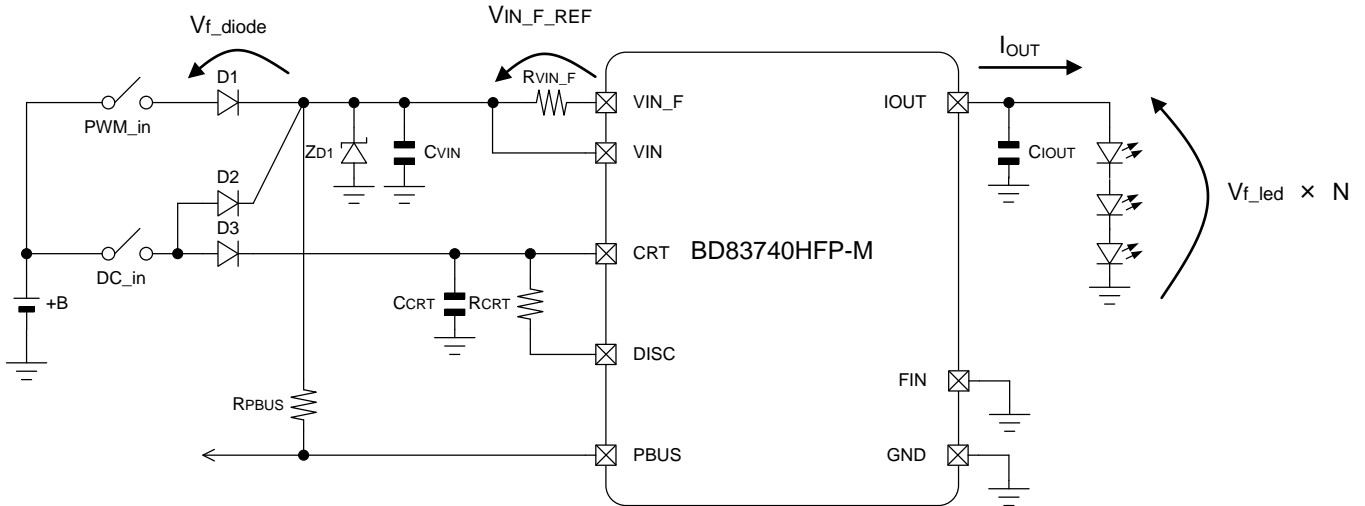 Vf_diode
VIN_F_REF
IOUT
D1
RVIN_F
VIN_F
IOUT
PWM_in
ZD1
CVIN
VIN
CIOUT
D2
Vf_led × N
D3
CRT
BD83740HFP-M
DC_in
+B
CCRT
RCRT
DISC
FIN
RPBUS
PBUS
GND